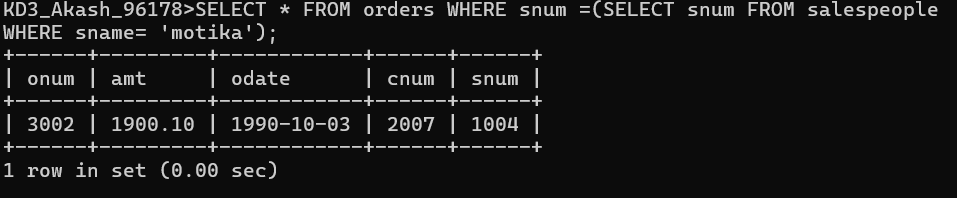 KD3_Akash_96178>SELECT * FROM orders WHERE snum =(SELECT snum FROM salespeople
WHERE sname= 'motika');
+------+---------+------------+------+------+
| onum | amt     | odate      | cnum | snum |
+------+---------+------------+------+------+
| 3002 | 1900.10 | 1990-10-03 | 2007 | 1004 |
+------+---------+------------+------+------+
1 row in set (0.00 sec)